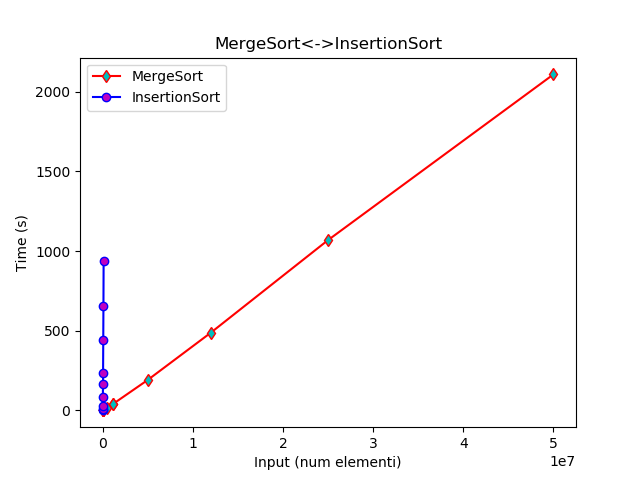 MergeSort<->InsertionSort
MergeSort
InsertionSort
Time (s)
2000
1500
1000
500
0
0 1 2 3 4 5
1e7
Input (num elementi)